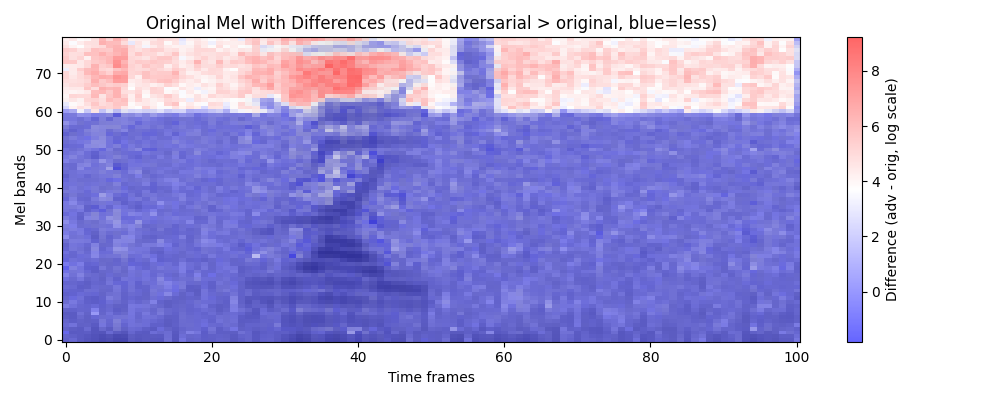 Original Mel with Differences (red=adversarial > original, blue=less)
Mel bands
70
60
50
40
30
20
10
0
0 20 40 60 80 100
Time frames
8
6
4
2
0
Difference (adv - orig, log scale)